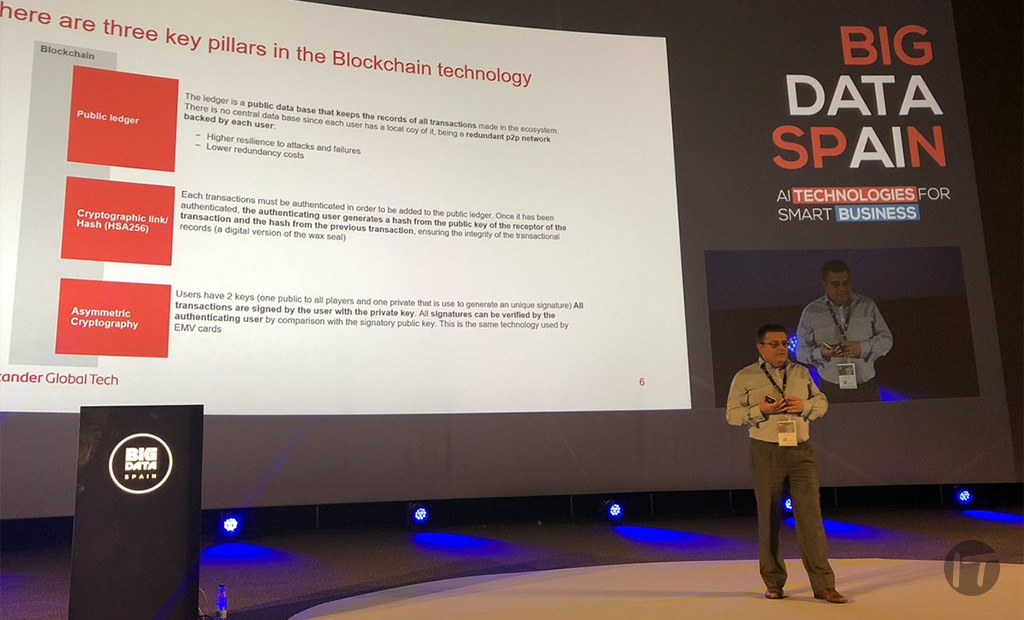 here are three key pillars in the Blockchain technology
Blockchain
Public ledger
The ledger is a public data base that keeps the records of all transactions made in the ecosystem.
There is no central data base since each user has a local coy of it, being a redundant p2p network
backed by each user:
– Higher resilience to attacks and failures
– Lower redundancy costs
Cryptographic link/
Hash (HSA256)
Each transactions must be authenticated in order to be added to the public ledger. Once it has been
authenticated, the authenticating user generates a hash from the public key of the receptor of the
transaction and the hash from the previous transaction, ensuring the integrity of the transactional
records (a digital version of the wax seal)
Asymmetric
Cryptography
Users have 2 keys (one public to all players and one private that is use to generate an unique signature) All
transactions are signed by the user with the private key. All signatures can be verified by the
authenticating user by comparison with the signatory public key. This is the same technology used by
EMV cards
ander Global Tech
6
BIG
DATA
SPAIN
AI TECHNOLOGIES FOR
SMART BUSINESS
BIG
DATA
SPAIN
IT